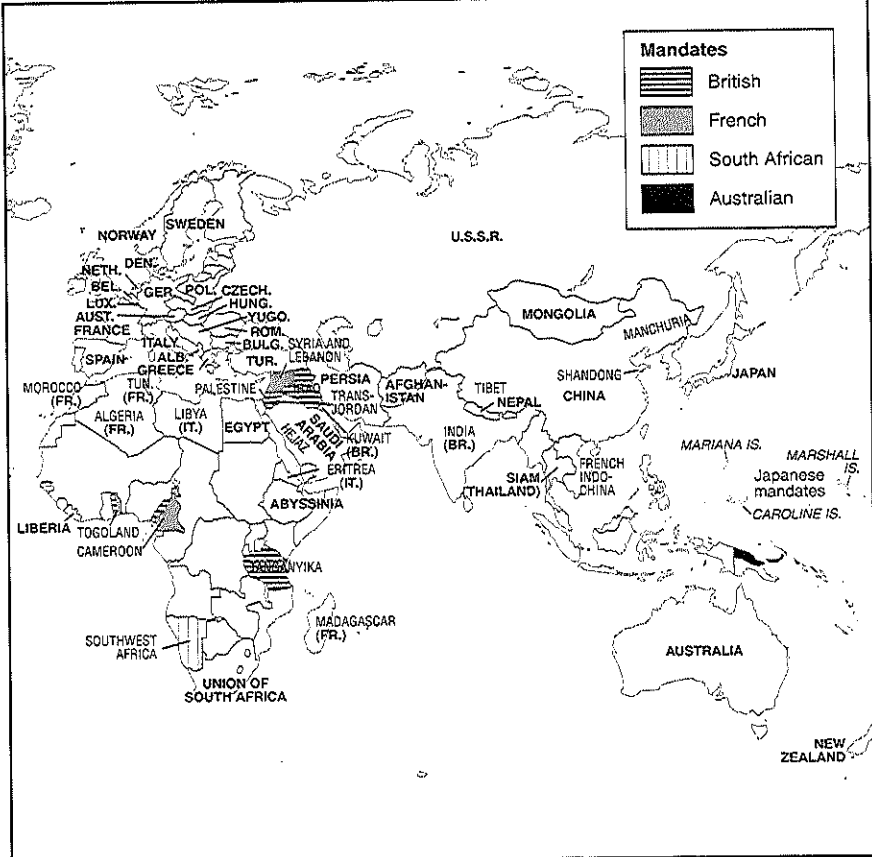 Mandates
British
French
South African
Australian
NORWAY
SWEDEN
U.S.S.R.
NETH.
DEN.
BEL.
GER.
POL.
CZECH.
LUX.
HUNG.
AUST.
YUGO.
FRANCE
ROM.
ITALY
BULG.
SPAIN
ALB.
GREECE
TUR.
SYRIA AND
LEBANON
MOROCCO
(FR.)
TUN.
(FR.)
PALESTINE
IRAQ
PERSIA
TRANS-
JORDAN
AFGHAN-
ISTAN
ALGERIA
(FR.)
LIBYA
(IT.)
EGYPT
HEJAZ
SAUDI
ARABIA
KUWAIT
(BR.)
ERITREA
(IT.)
ABYSSINIA
MONGOLIA
MANCHURIA
SHANDONG
CHINA
JAPAN
TIBET
NEPAL
INDIA
(BR.)
SIAM
(THAILAND)
FRENCH
INDO-
CHINA
MARIANA IS.
MARSHALL
IS.
Japanese
mandates
CAROLINE IS.
LIBERIA
TOGOLAND
CAMEROON
TANGANYIKA
MADAGASCAR
(FR.)
SOUTHWEST
AFRICA
UNION OF
SOUTH AFRICA
AUSTRALIA
NEW
ZEALAND